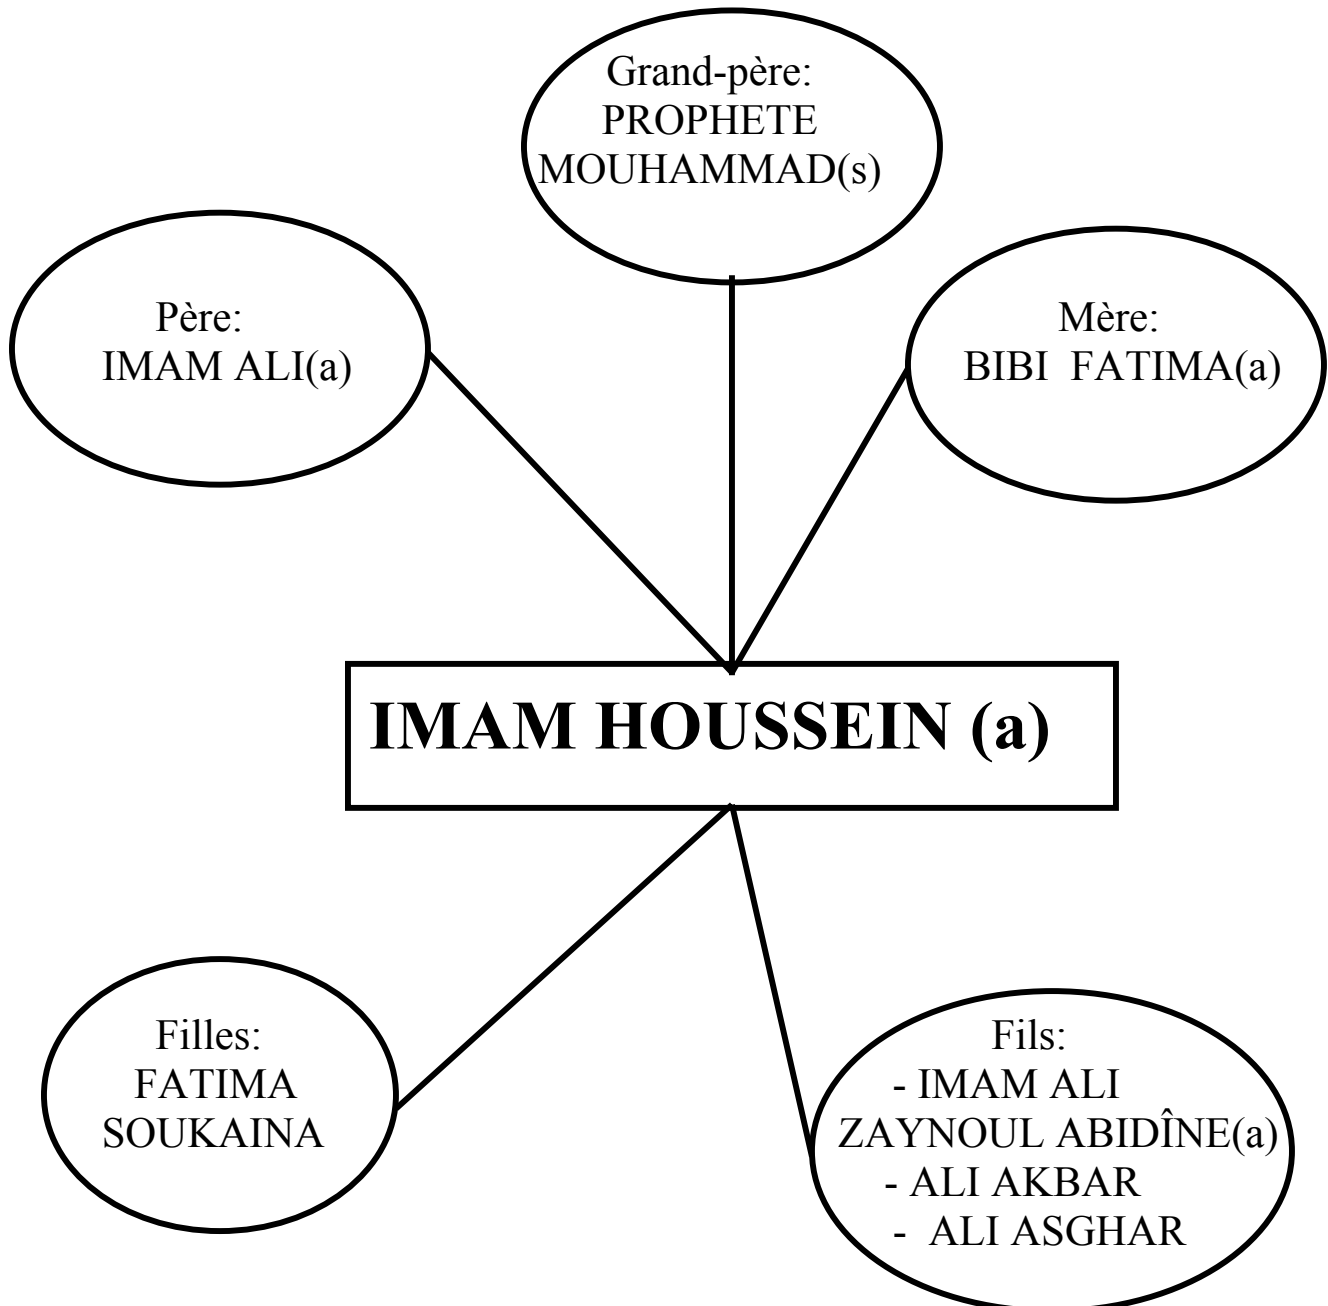 Grand-père:
PROPHETE
MOUHAMMAD(s)
Père:
IMAM ALI(a)
Mère:
BIBI FATIMA(a)
IMAM HOUSSEIN (a)
Filles:
FATIMA
SOUKAINA
Fils:
- IMAM ALI
ZAYNOUL ABIDÎNE(a)
- ALI AKBAR
- ALI ASGHAR